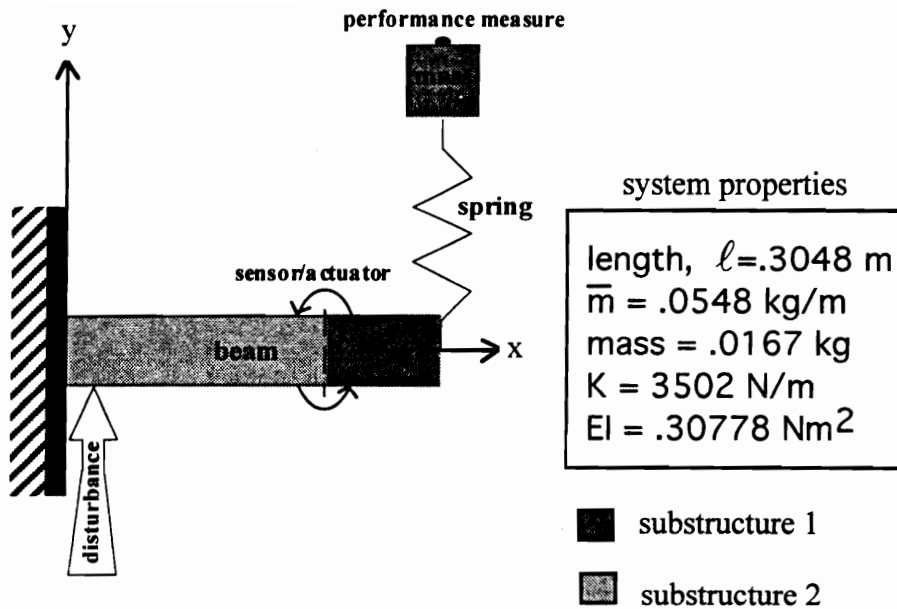 performance measure
y
spring
system properties
sensor/actuator
length, ℓ=.3048 m
m̅ = .0548 kg/m
mass = .0167 kg
K = 3502 N/m
EI = .30778 Nm²
beam
x
disturbance
substructure 1
substructure 2